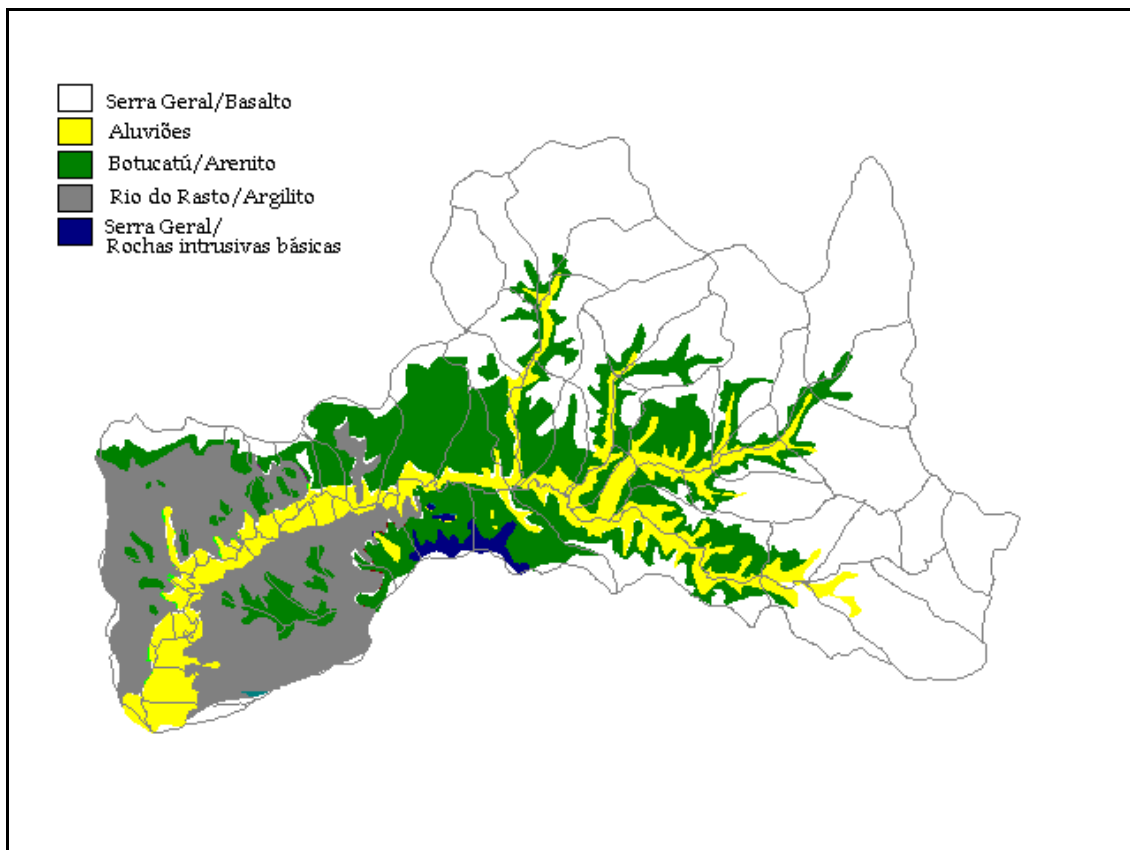 Serra Geral/Basalto
Aluviões
Botucatú/Arenito
Rio do Rasto/Argilito
Serra Geral/
Rochas intrusivas básicas